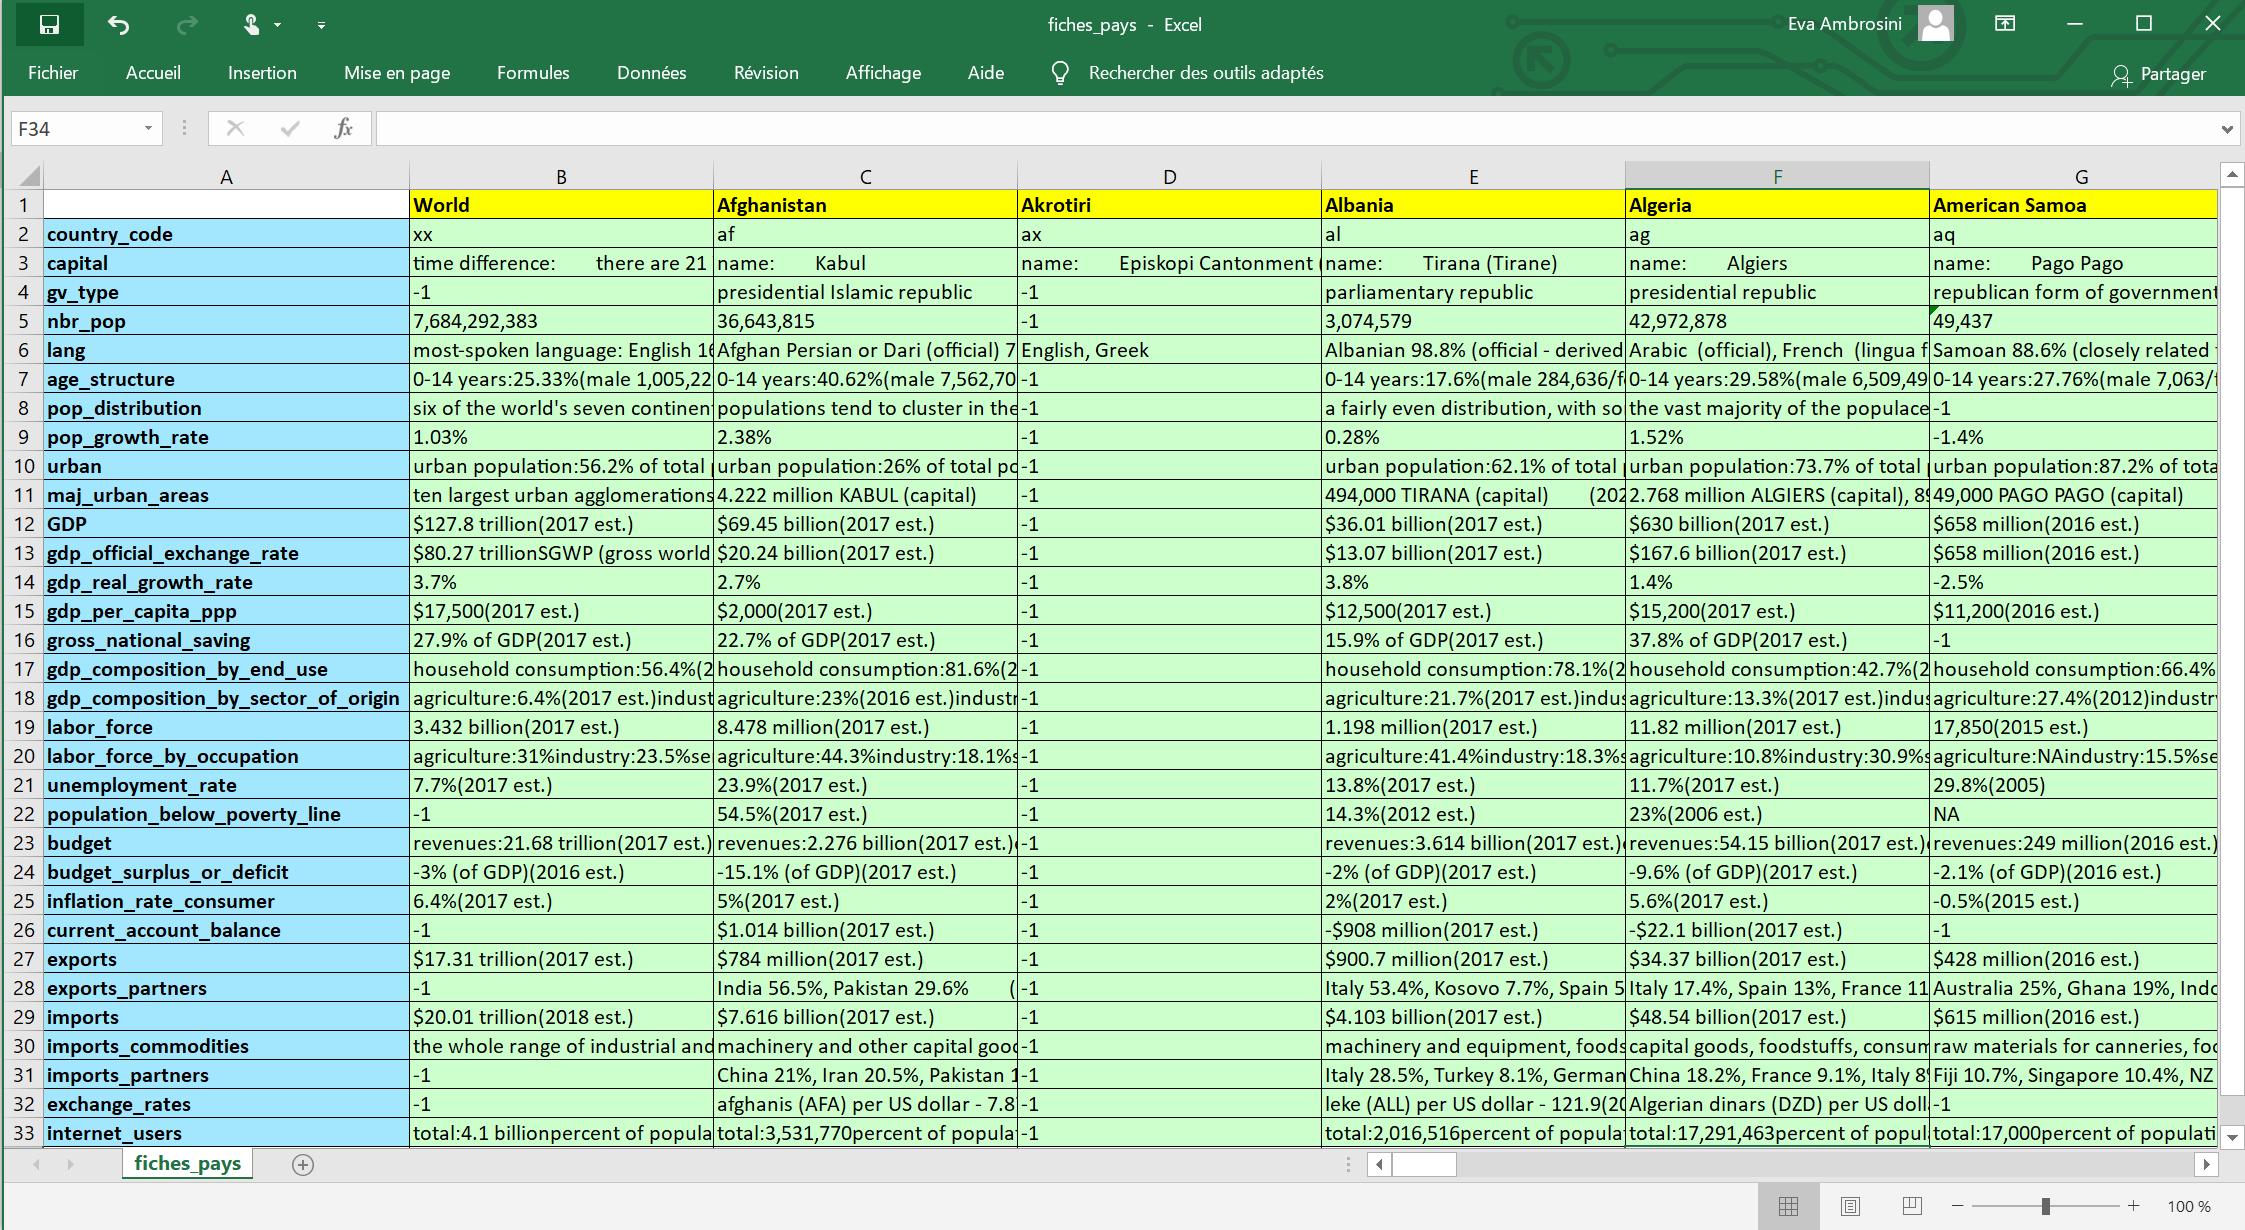 fiches_pays - Excel
Eva Ambrosini
Fichier Accueil Insertion Mise en page Formules Données Révision Affichage Aide Rechercher des outils adaptés Partager
F34 fx
A B C D E F G
1 World Afghanistan Akrotiri Albania Algeria American Samoa
2 country_code xx af ax al ag aq
3 capital time difference: there are 21 name: Kabul name: Episkopi Cantonment ( name: Tirana (Tirane) name: Algiers name: Pago Pago
4 gv_type -1 presidential Islamic republic -1 parliamentary republic presidential republic republican form of government
5 nbr_pop 7,684,292,383 36,643,815 -1 3,074,579 42,972,878 49,437
6 lang most-spoken language: English 16 Afghan Persian or Dari (official) 7 English, Greek Albanian 98.8% (official - derived Arabic (official), French (lingua f Samoan 88.6% (closely related
7 age_structure 0-14 years:25.33%(male 1,005,22 0-14 years:40.62%(male 7,562,70 -1 0-14 years:17.6%(male 284,636/f 0-14 years:29.58%(male 6,509,49 0-14 years:27.76%(male 7,063/
8 pop_distribution six of the world's seven continen populations tend to cluster in the -1 a fairly even distribution, with so the vast majority of the populace -1
9 pop_growth_rate 1.03% 2.38% -1 0.28% 1.52% -1.4%
10 urban urban population:56.2% of total urban population:26% of total po -1 urban population:62.1% of total urban population:73.7% of total urban population:87.2% of tota
11 maj_urban_areas ten largest urban agglomerations 4.222 million KABUL (capital) -1 494,000 TIRANA (capital) (202 2.768 million ALGIERS (capital), 89 49,000 PAGO PAGO (capital)
12 GDP $127.8 trillion(2017 est.) $69.45 billion(2017 est.) -1 $36.01 billion(2017 est.) $630 billion(2017 est.) $658 million(2016 est.)
13 gdp_official_exchange_rate $80.27 trillionSGWP (gross world $20.24 billion(2017 est.) -1 $13.07 billion(2017 est.) $167.6 billion(2017 est.) $658 million(2016 est.)
14 gdp_real_growth_rate 3.7% 2.7% -1 3.8% 1.4% -2.5%
15 gdp_per_capita_ppp $17,500(2017 est.) $2,000(2017 est.) -1 $12,500(2017 est.) $15,200(2017 est.) $11,200(2016 est.)
16 gross_national_saving 27.9% of GDP(2017 est.) 22.7% of GDP(2017 est.) -1 15.9% of GDP(2017 est.) 37.8% of GDP(2017 est.) -1
17 gdp_composition_by_end_use household consumption:56.4%(2 household consumption:81.6%(2 -1 household consumption:78.1%(2 household consumption:42.7%(2 household consumption:66.4%
18 gdp_composition_by_sector_of_origin agriculture:6.4%(2017 est.)indust agriculture:23%(2016 est.)industr -1 agriculture:21.7%(2017 est.)indus agriculture:13.3%(2017 est.)indus agriculture:27.4%(2012)industr
19 labor_force 3.432 billion(2017 est.) 8.478 million(2017 est.) -1 1.198 million(2017 est.) 11.82 million(2017 est.) 17,850(2015 est.)
20 labor_force_by_occupation agriculture:31%industry:23.5%se agriculture:44.3%industry:18.1%s -1 agriculture:41.4%industry:18.3%s agriculture:10.8%industry:30.9%s agriculture:NAindustry:15.5%se
21 unemployment_rate 7.7%(2017 est.) 23.9%(2017 est.) -1 13.8%(2017 est.) 11.7%(2017 est.) 29.8%(2005)
22 population_below_poverty_line -1 54.5%(2017 est.) -1 14.3%(2012 est.) 23%(2006 est.) NA
23 budget revenues:21.68 trillion(2017 est.) revenues:2.276 billion(2017 est.) -1 revenues:3.614 billion(2017 est.) revenues:54.15 billion(2017 est.) revenues:249 million(2016 est.)
24 budget_surplus_or_deficit -3% (of GDP)(2016 est.) -15.1% (of GDP)(2017 est.) -1 -2% (of GDP)(2017 est.) -9.6% (of GDP)(2017 est.) -2.1% (of GDP)(2016 est.)
25 inflation_rate_consumer 6.4%(2017 est.) 5%(2017 est.) -1 2%(2017 est.) 5.6%(2017 est.) -0.5%(2015 est.)
26 current_account_balance -1 $1.014 billion(2017 est.) -1 -$908 million(2017 est.) -$22.1 billion(2017 est.) -1
27 exports $17.31 trillion(2017 est.) $784 million(2017 est.) -1 $900.7 million(2017 est.) $34.37 billion(2017 est.) $428 million(2016 est.)
28 exports_partners -1 India 56.5%, Pakistan 29.6% ( -1 Italy 53.4%, Kosovo 7.7%, Spain 5 Italy 17.4%, Spain 13%, France 11 Australia 25%, Ghana 19%, Indo
29 imports $20.01 trillion(2018 est.) $7.616 billion(2017 est.) -1 $4.103 billion(2017 est.) $48.54 billion(2017 est.) $615 million(2016 est.)
30 imports_commodities the whole range of industrial and machinery and other capital good -1 machinery and equipment, foods capital goods, foodstuffs, consum raw materials for canneries, foo
31 imports_partners -1 China 21%, Iran 20.5%, Pakistan 1 -1 Italy 28.5%, Turkey 8.1%, German China 18.2%, France 9.1%, Italy 8 Fiji 10.7%, Singapore 10.4%, NZ
32 exchange_rates -1 afghanis (AFA) per US dollar - 7.8 -1 leke (ALL) per US dollar - 121.9(20 Algerian dinars (DZD) per US doll -1
33 internet_users total:4.1 billionpercent of popula total:3,531,770percent of popula -1 total:2,016,516percent of popula total:17,291,463percent of popul total:17,000percent of populati
fiches_pays
100 %